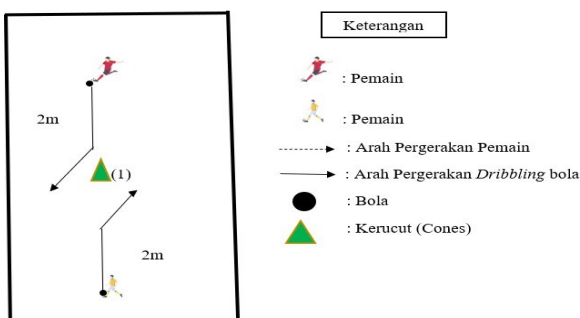 Keterangan
: Pemain
2m
: Pemain
: Arah Pergerakan Pemain
(1)
: Arah Pergerakan Dribbling bola
: Bola
: Kerucut (Cones)
2m